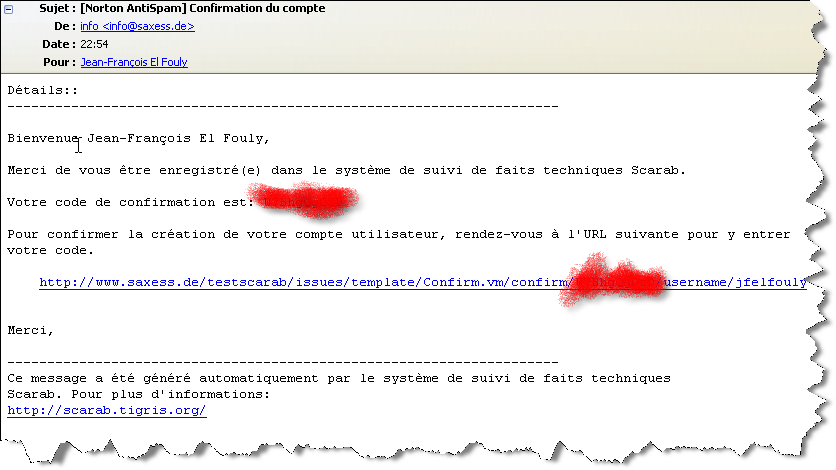 Sujet : [Norton AntiSpam] Confirmation du compte
De : info <info@saxess.de>
Date : 22:54
Pour : Jean-François El Fouly
Détails::
----------------------------------------------------------------------
Bienvenue Jean-François El Fouly,
Merci de vous être enregistré(e) dans le système de suivi de faits techniques Scarab.
Votre code de confirmation est:
Pour confirmer la création de votre compte utilisateur, rendez-vous à l'URL suivante pour y entrer
votre code.
http://www.saxess.de/testscarab/issues/template/Confirm.vm/confirm/ username/jfelfouly
Merci,
----------------------------------------------------------------------
Ce message a été généré automatiquement par le système de suivi de faits techniques
Scarab. Pour plus d'informations:
http://scarab.tigris.org/